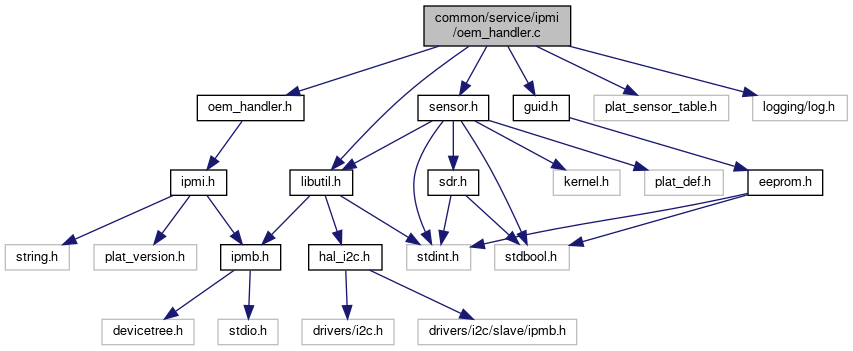 common/service/ipmi
/oem_handler.c
oem_handler.h
sensor.h
guid.h
plat_sensor_table.h
logging/log.h
ipmi.h
libutil.h
sdr.h
kernel.h
plat_def.h
eeprom.h
string.h
plat_version.h
ipmb.h
hal_i2c.h
stdint.h
stdbool.h
devicetree.h
stdio.h
drivers/i2c.h
drivers/i2c/slave/ipmb.h